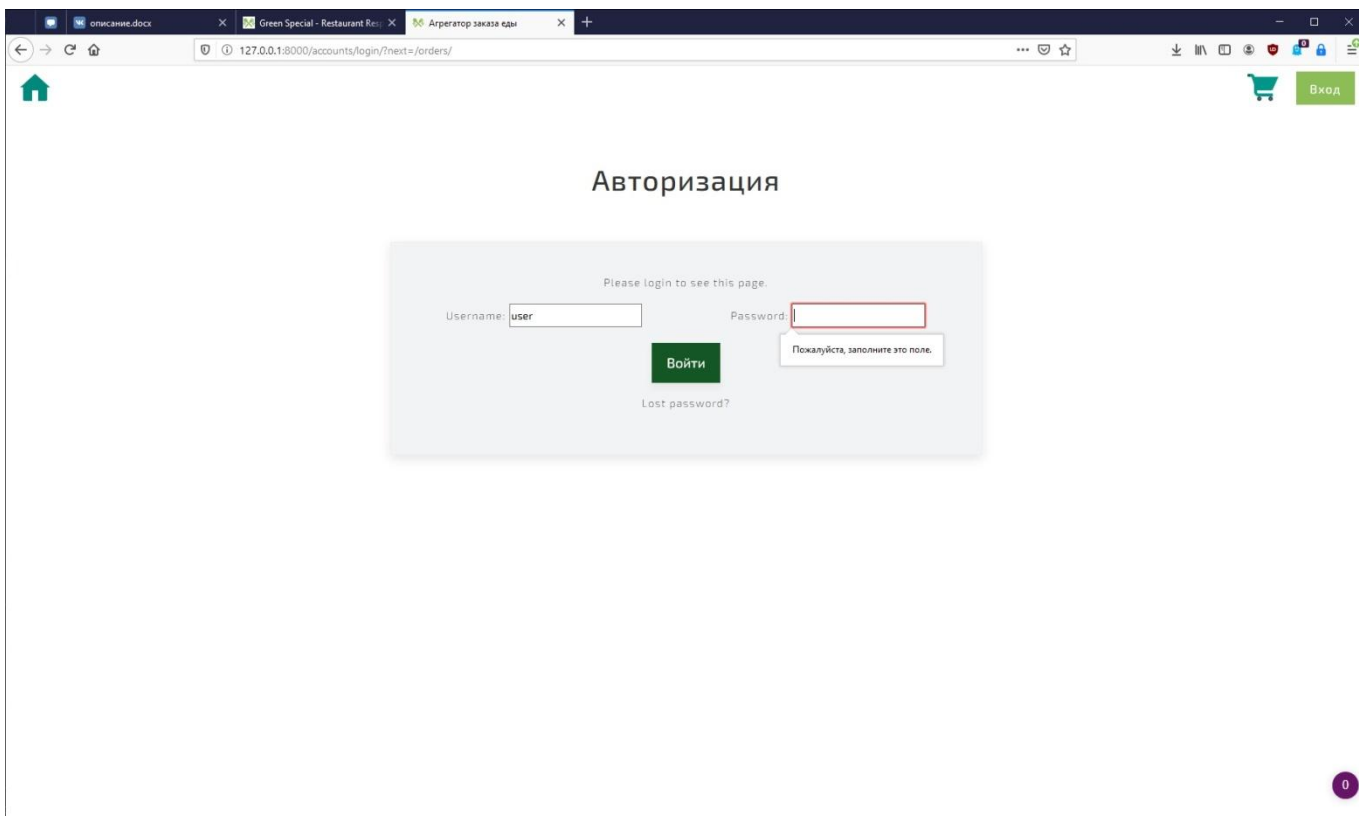 описание.docx
Green Special - Restaurant Res
Агрегатор заказа еды
127.0.0.1:8000/accounts/login/?next=/orders/
0
Вход
Авторизация
Please login to see this page.
Username: user Password:
Пожалуйста, заполните это поле.
Войти
Lost password?
0